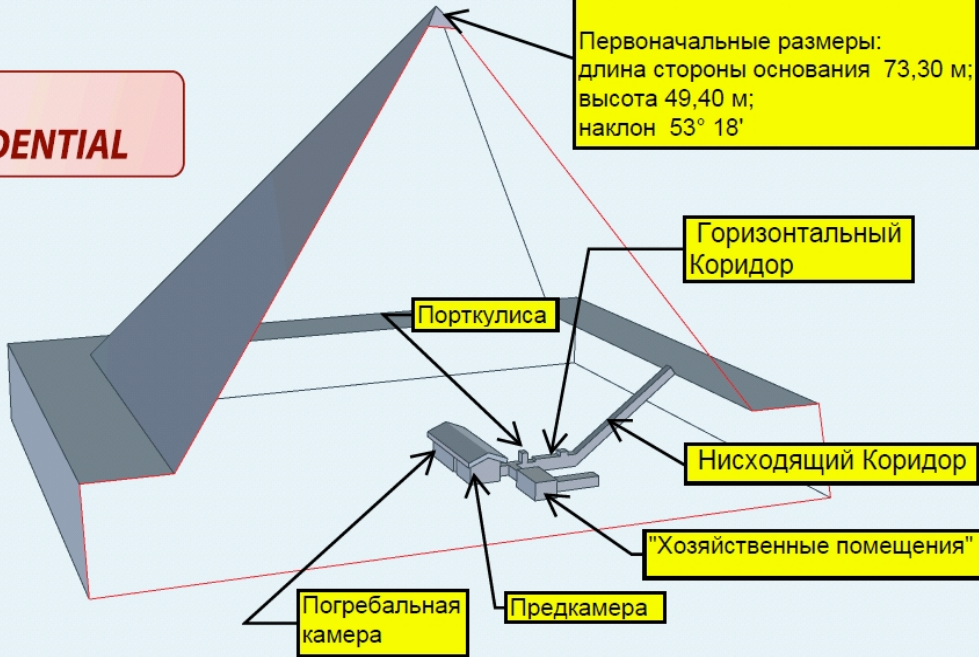 Первоначальные размеры:
длина стороны основания 73,30 м;
высота 49,40 м;
наклон 53° 18'
DENTIAL
Горизонтальный
Коридор
Порткулиса
Нисходящий Коридор
"Хозяйственные помещения"
Погребальная
камера
Предкамера